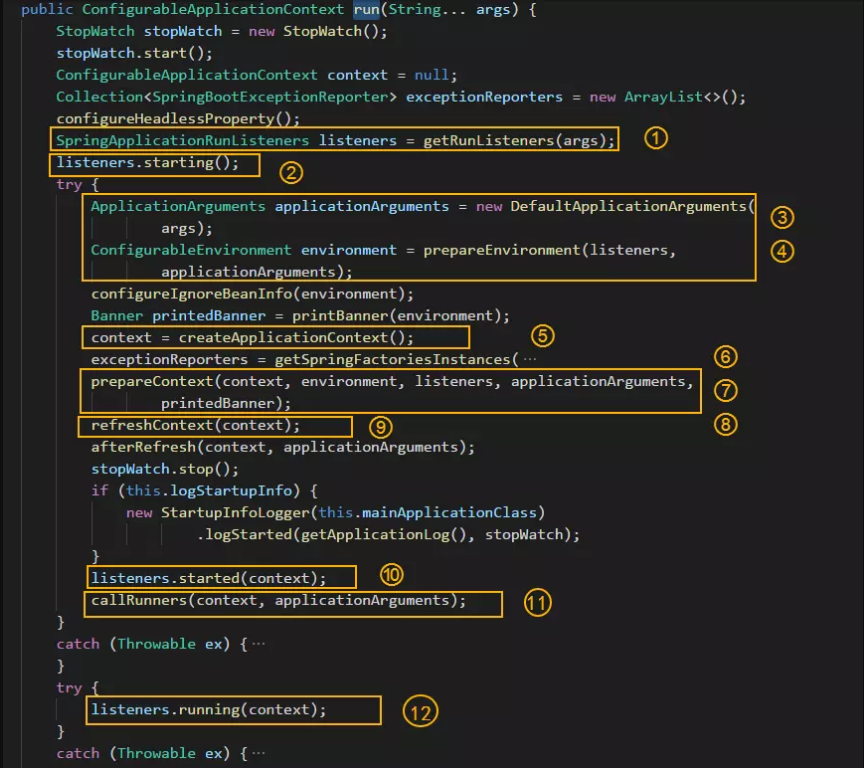 public ConfigurableApplicationContext run(String... args) {
StopWatch stopWatch = new StopWatch();
stopWatch.start();
ConfigurableApplicationContext context = null;
Collection<SpringBootExceptionReporter> exceptionReporters = new ArrayList<>();
configureHeadlessProperty();
SpringApplicationRunListeners listeners = getRunListeners(args); ①
listeners.starting(); ②
try {
ApplicationArguments applicationArguments = new DefaultApplicationArguments( ③
args);
ConfigurableEnvironment environment = prepareEnvironment(listeners, ④
applicationArguments);
configureIgnoreBeanInfo(environment);
Banner printedBanner = printBanner(environment);
context = createApplicationContext(); ⑤
exceptionReporters = getSpringFactoriesInstances(⋯ ⑥
prepareContext(context, environment, listeners, applicationArguments, ⑦
printedBanner);
refreshContext(context); ⑨ ⑧
afterRefresh(context, applicationArguments);
stopWatch.stop();
if (this.logStartupInfo) {
new StartupInfoLogger(this.mainApplicationClass)
.logStarted(getApplicationLog(), stopWatch);
}
listeners.started(context); ⑩
callRunners(context, applicationArguments); ⑪
}
catch (Throwable ex) {⋯
}
try {
listeners.running(context); ⑫
}
catch (Throwable ex) {⋯